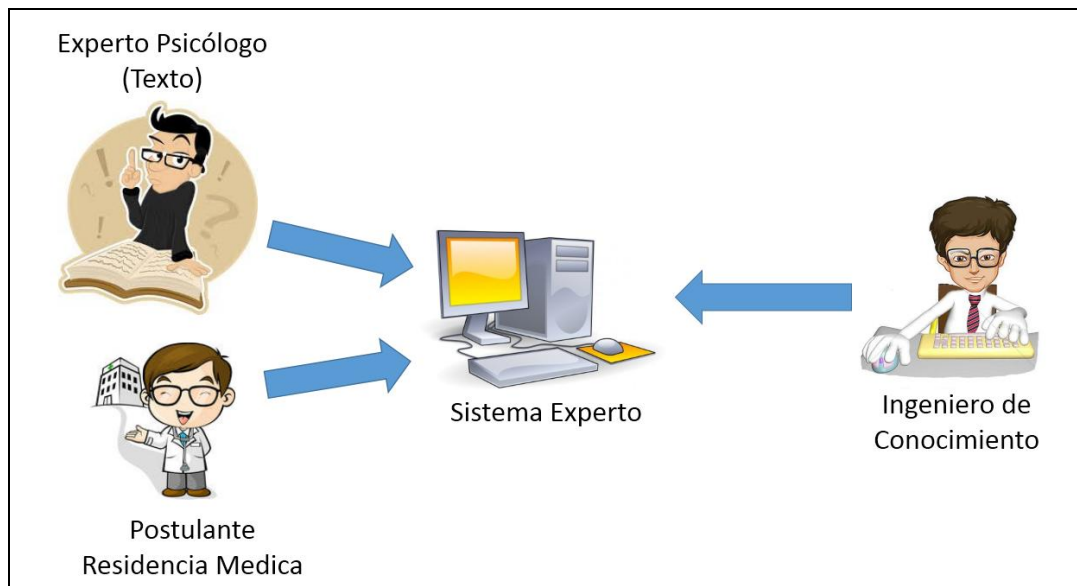 Experto Psicólogo
(Texto)
Sistema Experto
Ingeniero de
Conocimiento
Postulante
Residencia Medica